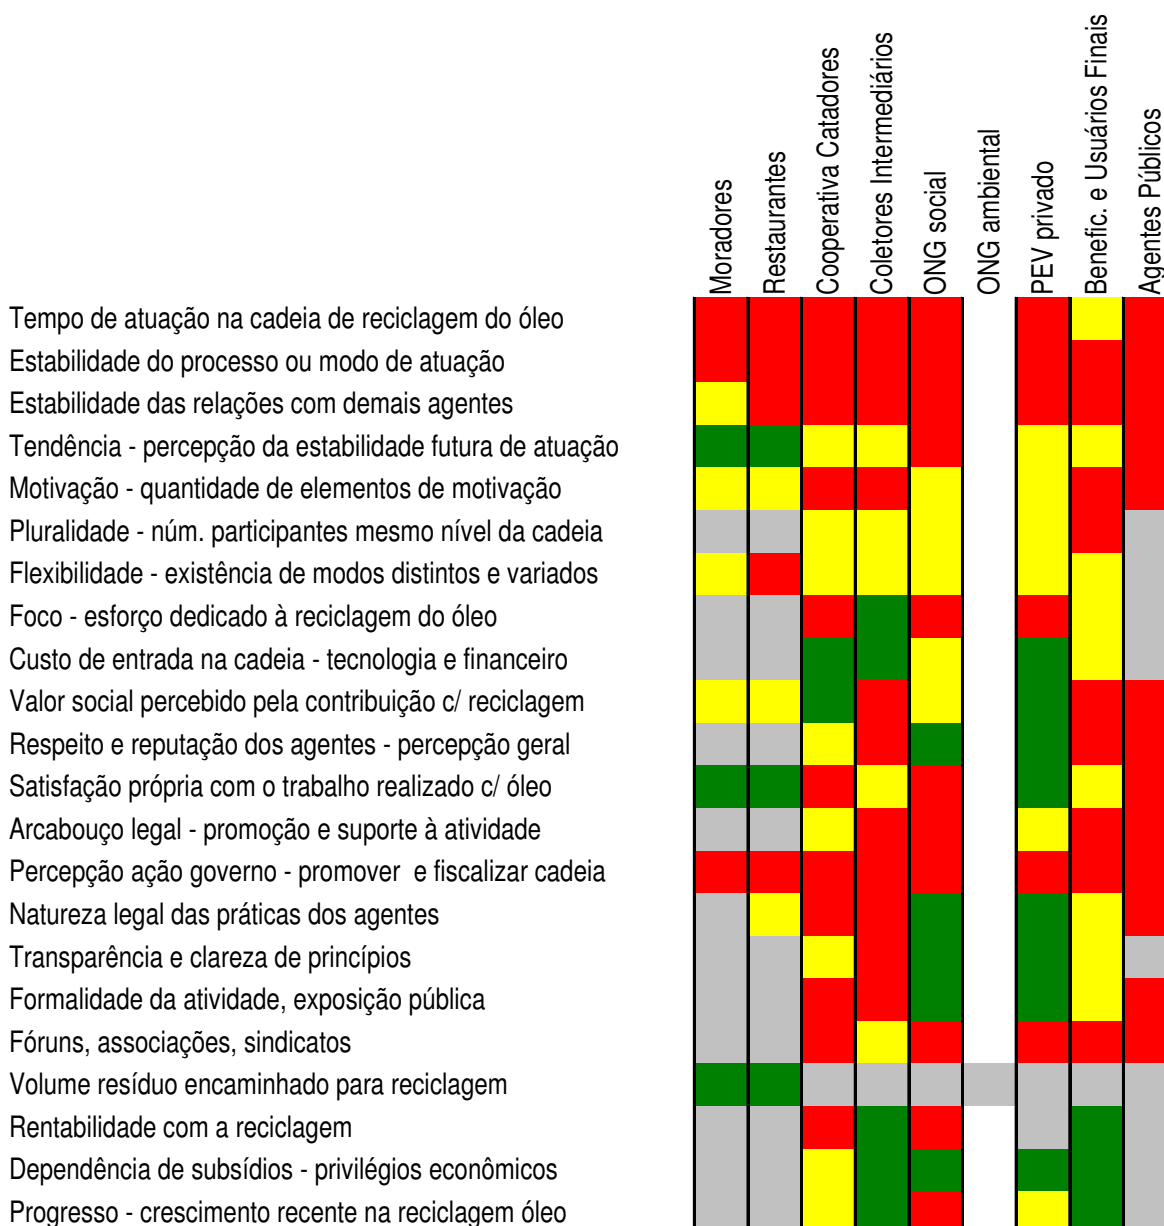 Moradores
Restaurantes
Cooperativa Catadores
Coletores Intermediários
ONG social
ONG ambiental
PEV privado
Benefic. e Usuários Finais
Agentes Públicos
Tempo de atuação na cadeia de reciclagem do óleo
Estabilidade do processo ou modo de atuação
Estabilidade das relações com demais agentes
Tendência - percepção da estabilidade futura de atuação
Motivação - quantidade de elementos de motivação
Pluralidade - núm. participantes mesmo nível da cadeia
Flexibilidade - existência de modos distintos e variados
Foco - esforço dedicado à reciclagem do óleo
Custo de entrada na cadeia - tecnologia e financeiro
Valor social percebido pela contribuição c/ reciclagem
Respeito e reputação dos agentes - percepção geral
Satisfação própria com o trabalho realizado c/ óleo
Arcabouço legal - promoção e suporte à atividade
Percepção ação governo - promover e fiscalizar cadeia
Natureza legal das práticas dos agentes
Transparência e clareza de princípios
Formalidade da atividade, exposição pública
Fóruns, associações, sindicatos
Volume resíduo encaminhado para reciclagem
Rentabilidade com a reciclagem
Dependência de subsídios - privilégios econômicos
Progresso - crescimento recente na reciclagem óleo